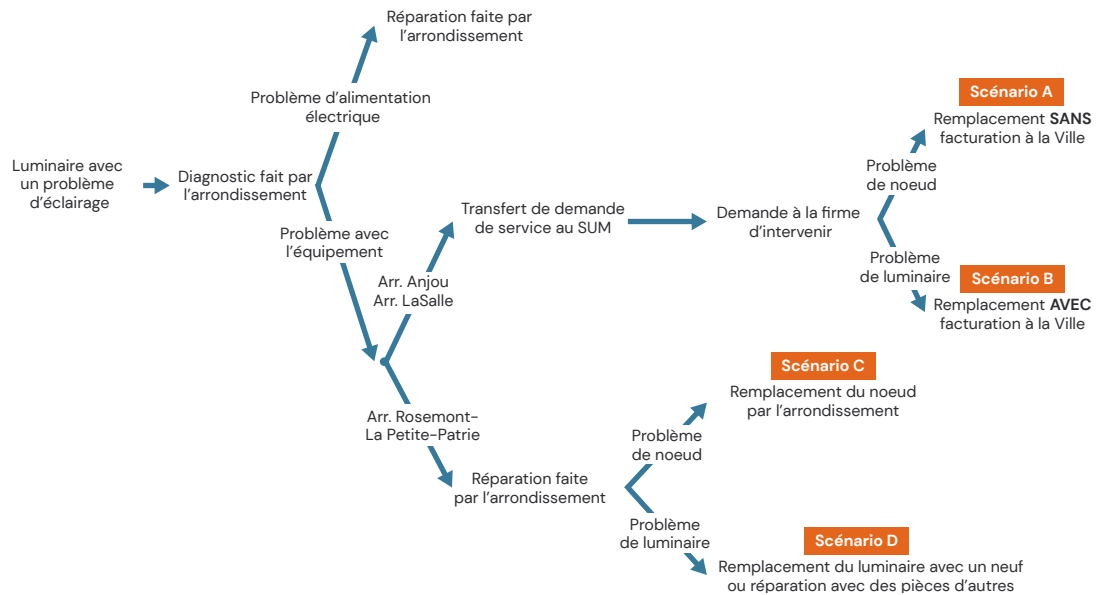 Réparation faite par
l'arrondissement
Problème d'alimentation
électrique
Luminaire avec
un problème
d'éclairage
Diagnostic fait par
l'arrondissement
Problème avec
l'équipement
Arr. Anjou
Arr. LaSalle
Transfert de demande
de service au SUM
Demande à la firme
d'intervenir
Problème
de noeud
Scénario A
Remplacement SANS
facturation à la Ville
Problème
de luminaire
Scénario B
Remplacement AVEC
facturation à la Ville
Arr. Rosemont–
La Petite-Patrie
Réparation faite
par l'arrondissement
Problème
de noeud
Scénario C
Remplacement du noeud
par l'arrondissement
Problème
de luminaire
Scénario D
Remplacement du luminaire avec un neuf
ou réparation avec des pièces d'autres